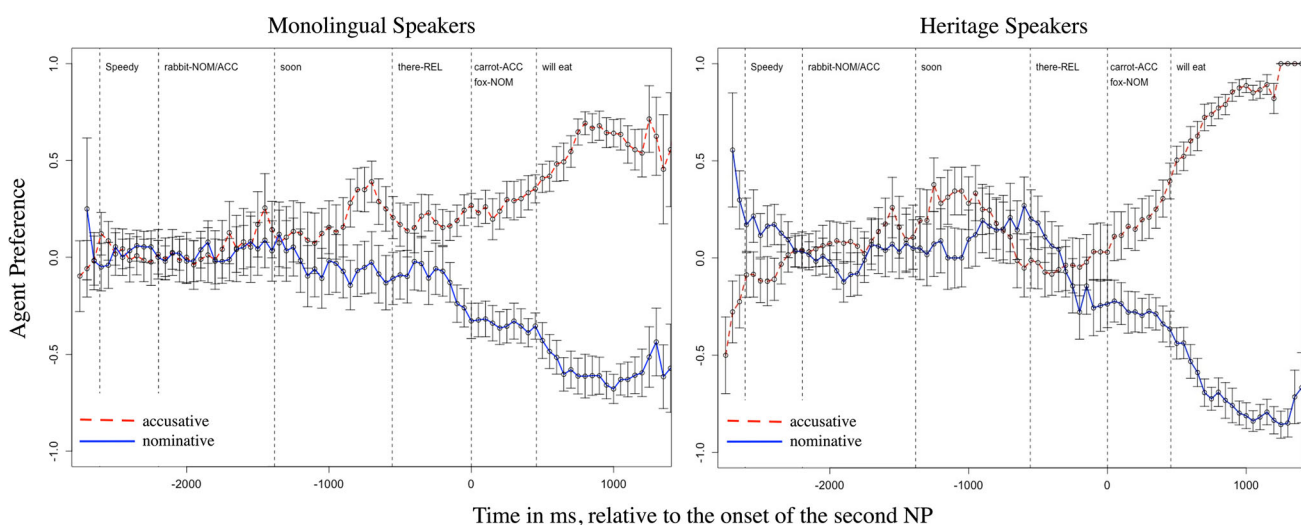 Monolingual Speakers
Heritage Speakers
Agent Preference
1.0
0.5
0.0
-0.5
-1.0
Speedy
rabbit-NOM/ACC
soon
there-REL
carrot-ACC
fox-NOM
will eat
accusative
nominative
-2000
-1000
0
1000
1.0
0.5
0.0
-0.5
-1.0
Speedy
rabbit-NOM/ACC
soon
there-REL
carrot-ACC
fox-NOM
will eat
accusative
nominative
-2000
-1000
0
1000
Time in ms, relative to the onset of the second NP